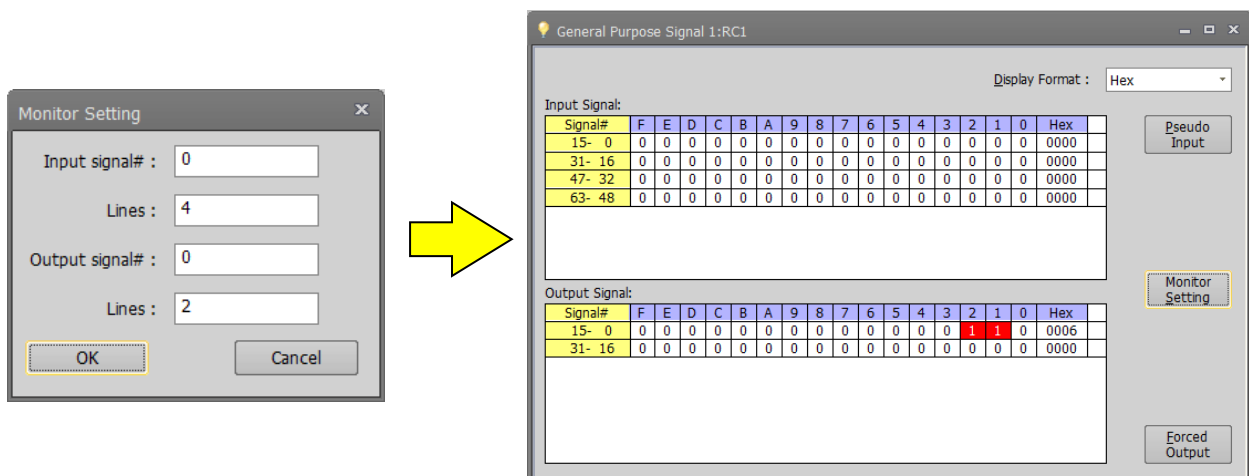 Monitor Setting
Input signal# : 0
Lines : 4
Output signal# : 0
Lines : 2
OK Cancel
General Purpose Signal 1:RC1
Display Format : Hex
Input Signal:
Signal# F E D C B A 9 8 7 6 5 4 3 2 1 0 Hex
15- 0 0 0 0 0 0 0 0 0 0 0 0 0 0 0 0 0 0000
31- 16 0 0 0 0 0 0 0 0 0 0 0 0 0 0 0 0 0000
47- 32 0 0 0 0 0 0 0 0 0 0 0 0 0 0 0 0 0000
63- 48 0 0 0 0 0 0 0 0 0 0 0 0 0 0 0 0 0000
Pseudo
Input
Monitor
Setting
Output Signal:
Signal# F E D C B A 9 8 7 6 5 4 3 2 1 0 Hex
15- 0 0 0 0 0 0 0 0 0 0 0 0 0 0 1 1 0 0006
31- 16 0 0 0 0 0 0 0 0 0 0 0 0 0 0 0 0 0000
Forced
Output